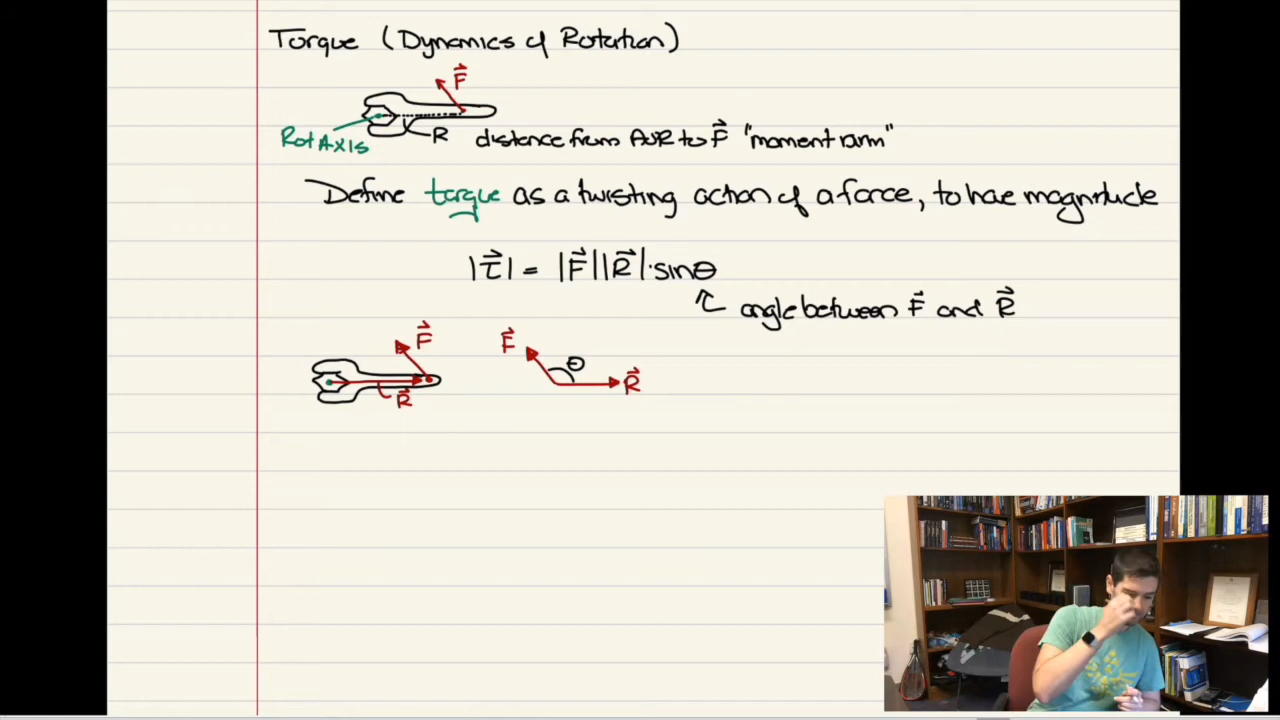 Torque (Dynamics of Rotation)
F
Rot Axis
R distance from AOR to F "moment arm"
Define torque as a twisting action of a force, to have magnitude
|τ| = |F||R|·sinθ
angle between F and R
F
R
F
θ
R